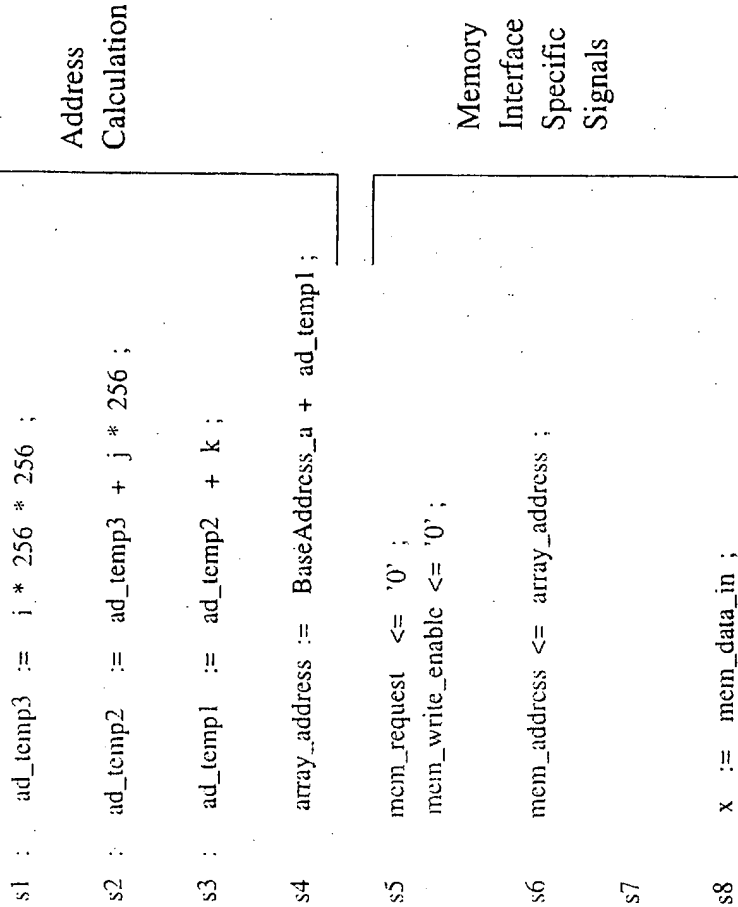 s1 : ad_temp3 := i * 256 * 256 ;
s2 : ad_temp2 := ad_temp3 + j * 256 ;
s3 : ad_temp1 := ad_temp2 + k ;
s4 array_address := BaseAddress_a + ad_temp1 ;
Address
Calculation
s5 mem_request <= '0' ;
mem_write_enable <= '0' ;
s6 mem_address <= array_address ;
s7
s8 x := mem_data_in ;
Memory
Interface
Specific
Signals